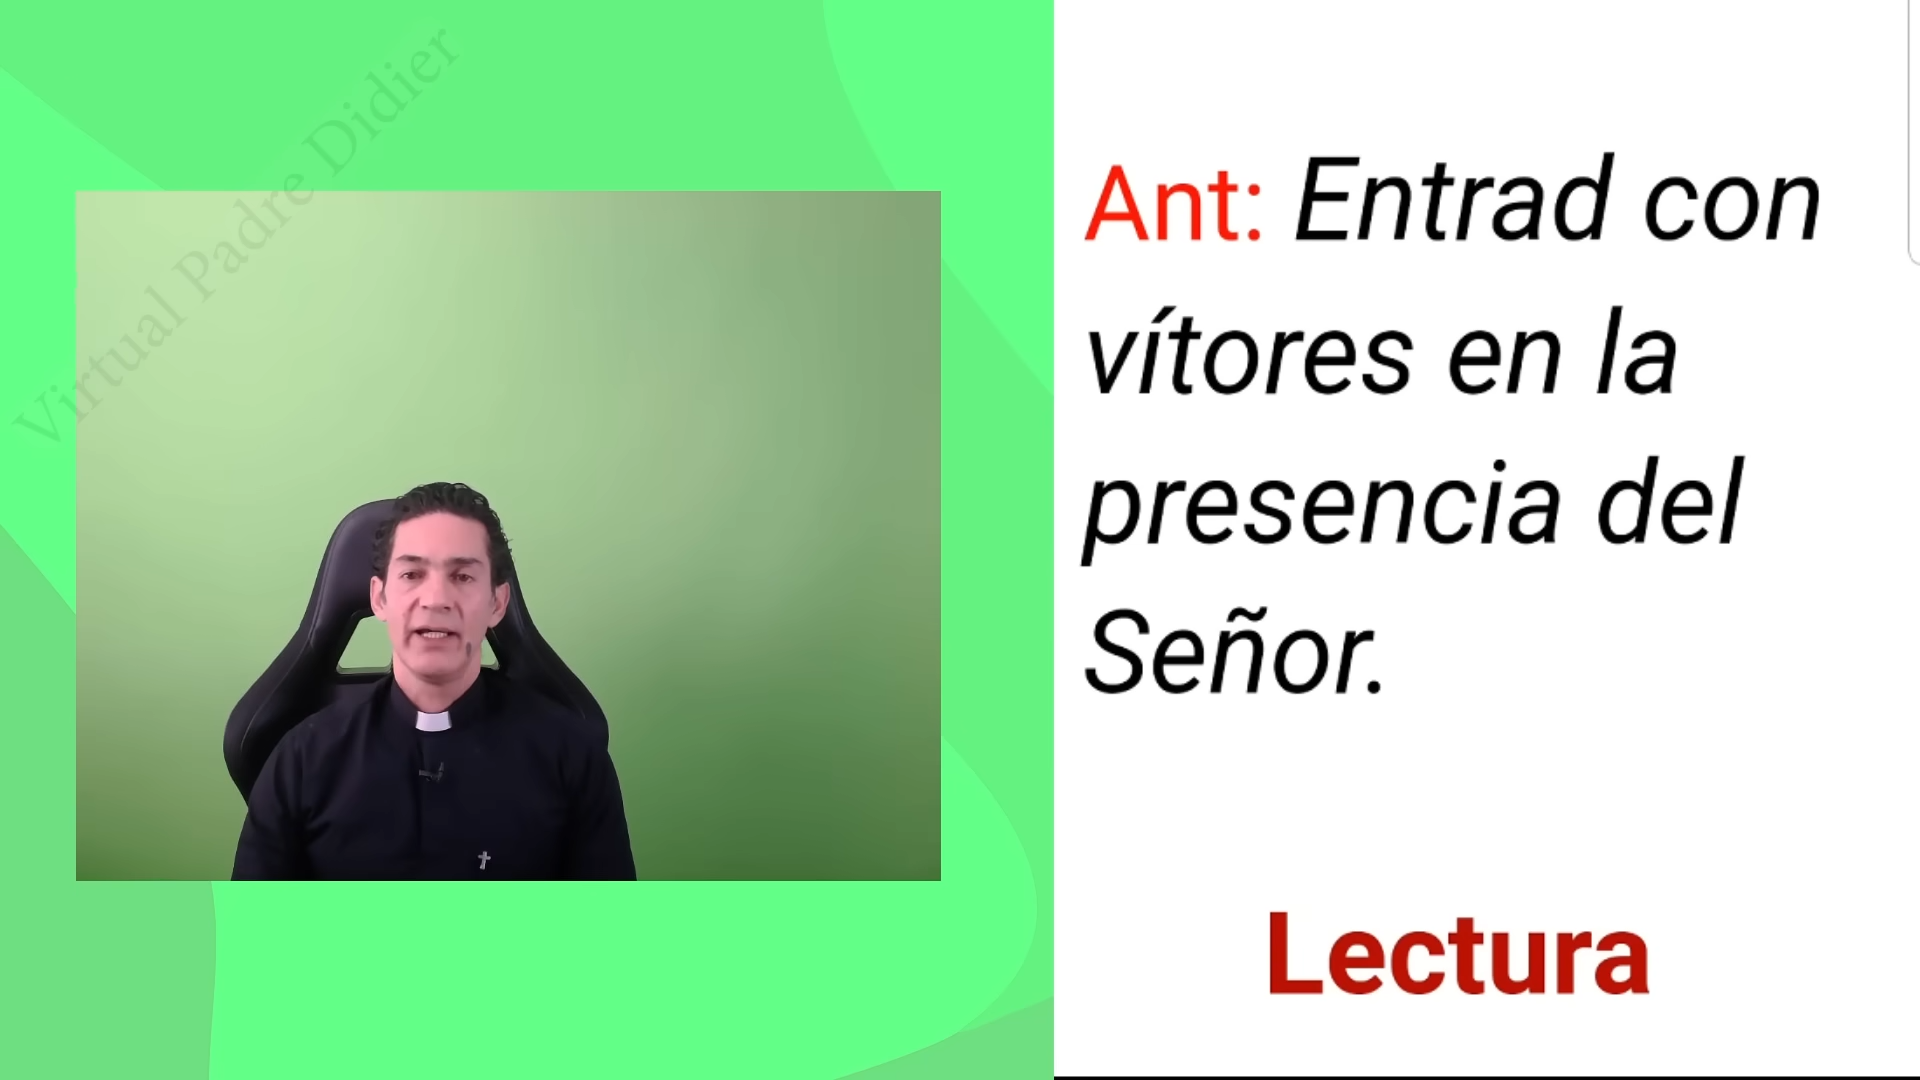 Virtual Padre Didier
Ant: Entrad con
vítores en la
presencia del
Señor.
Lectura